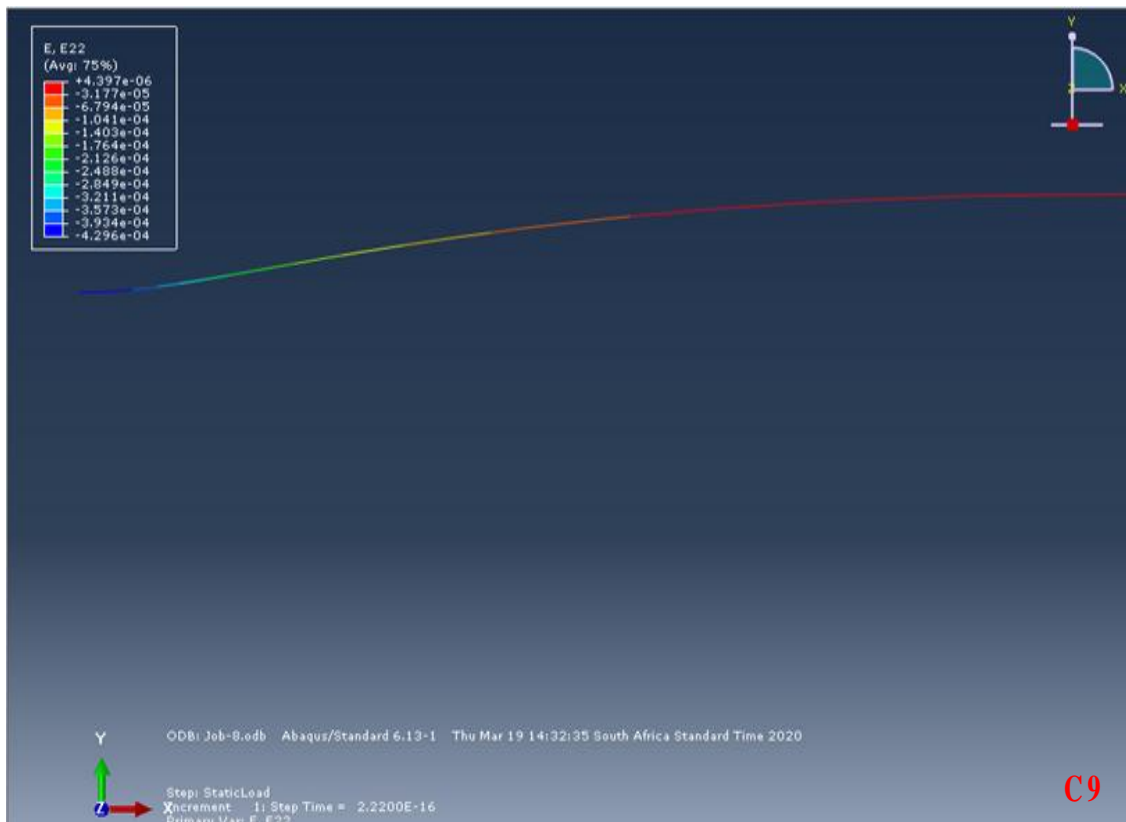 E, E22
(Avg: 75%)
+4.397e-06
-3.177e-05
-6.794e-05
-1.041e-04
-1.403e-04
-1.764e-04
-2.126e-04
-2.488e-04
-2.849e-04
-3.211e-04
-3.573e-04
-3.934e-04
-4.296e-04
Y
Z X
Y
ODB: Job-8.odb Abaqus/Standard 6.13-1 Thu Mar 19 14:32:35 South Africa Standard Time 2020
Step: StaticLoad
Z X
Increment 1: Step Time = 2.2200E-16
Primary Var: E, E22
C9